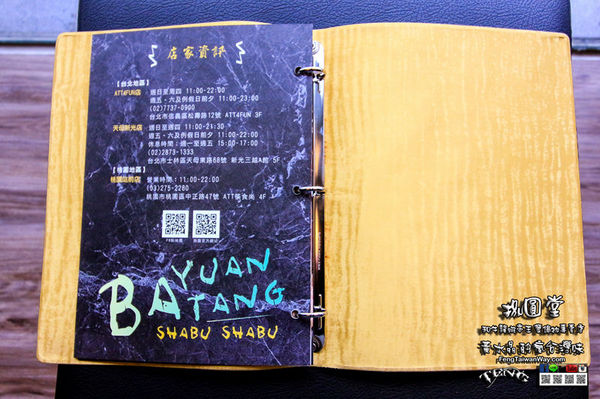 店家資訊
【台北地區】
ATT4FUN店 週日至周四 11:00-22:00
週五、六及例假日前夕 11:00-23:00
(02)7737-0900
台北市信義區松壽路12號 ATT4FUN 3F
天母新光店 週日至週四 11:00-21:30
週五、六及例假日前夕 11:00-22:00
休息時間：週一至週五 15:00-17:00
(02)2873-1333
台北市士林區天母東路68號 新光三越A館 5F
【桃園地區】
桃園站前店 營業時間：11:00-22:00
(03)275-2280
桃園市桃園區中正路47號 ATT筷食尚 4F
BA YUAN
TANG
SHABU SHABU
捌圓堂
FengTaiwanWay.com
TENG